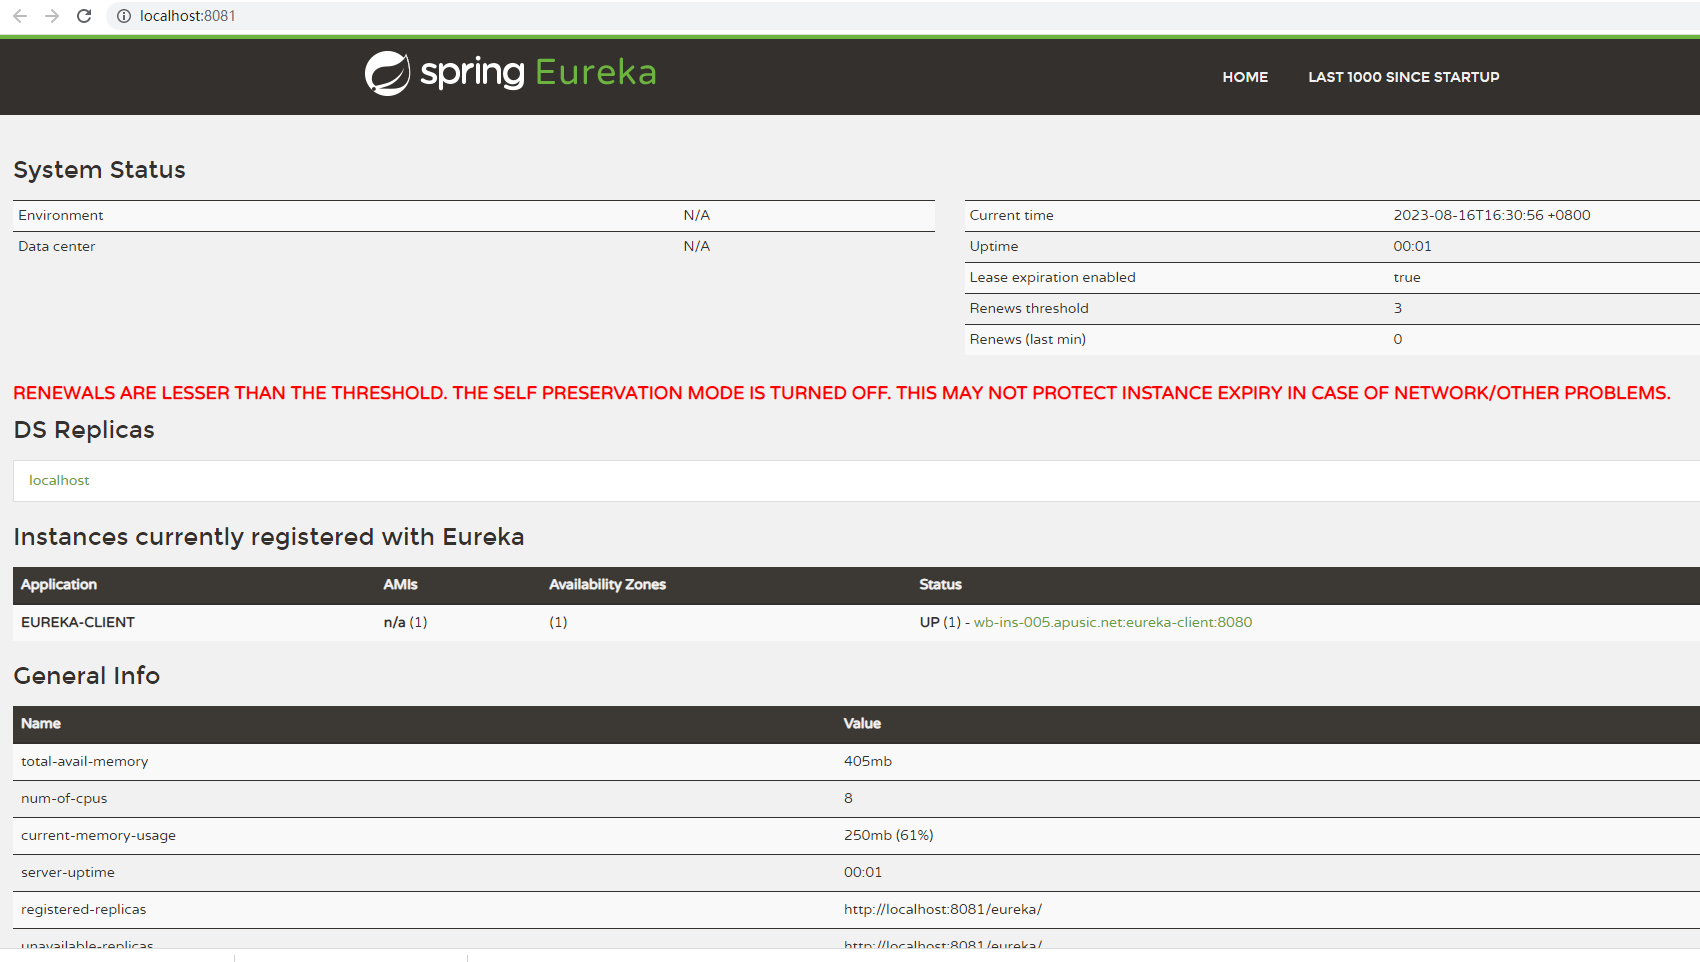 localhost:8081
spring Eureka
HOME LAST 1000 SINCE STARTUP
System Status
Environment N/A
Data center N/A
Current time 2023-08-16T16:30:56 +0800
Uptime 00:01
Lease expiration enabled true
Renews threshold 3
Renews (last min) 0
RENEWALS ARE LESSER THAN THE THRESHOLD. THE SELF PRESERVATION MODE IS TURNED OFF. THIS MAY NOT PROTECT INSTANCE EXPIRY IN CASE OF NETWORK/OTHER PROBLEMS.
DS Replicas
localhost
Instances currently registered with Eureka
Application AMIs Availability Zones Status
EUREKA-CLIENT n/a (1) (1) UP (1) - wb-ins-005.apusic.net:eureka-client:8080
General Info
Name Value
total-avail-memory 405mb
num-of-cpus 8
current-memory-usage 250mb (61%)
server-uptime 00:01
registered-replicas http://localhost:8081/eureka/
unavailable-replicas http://localhost:8081/eureka/